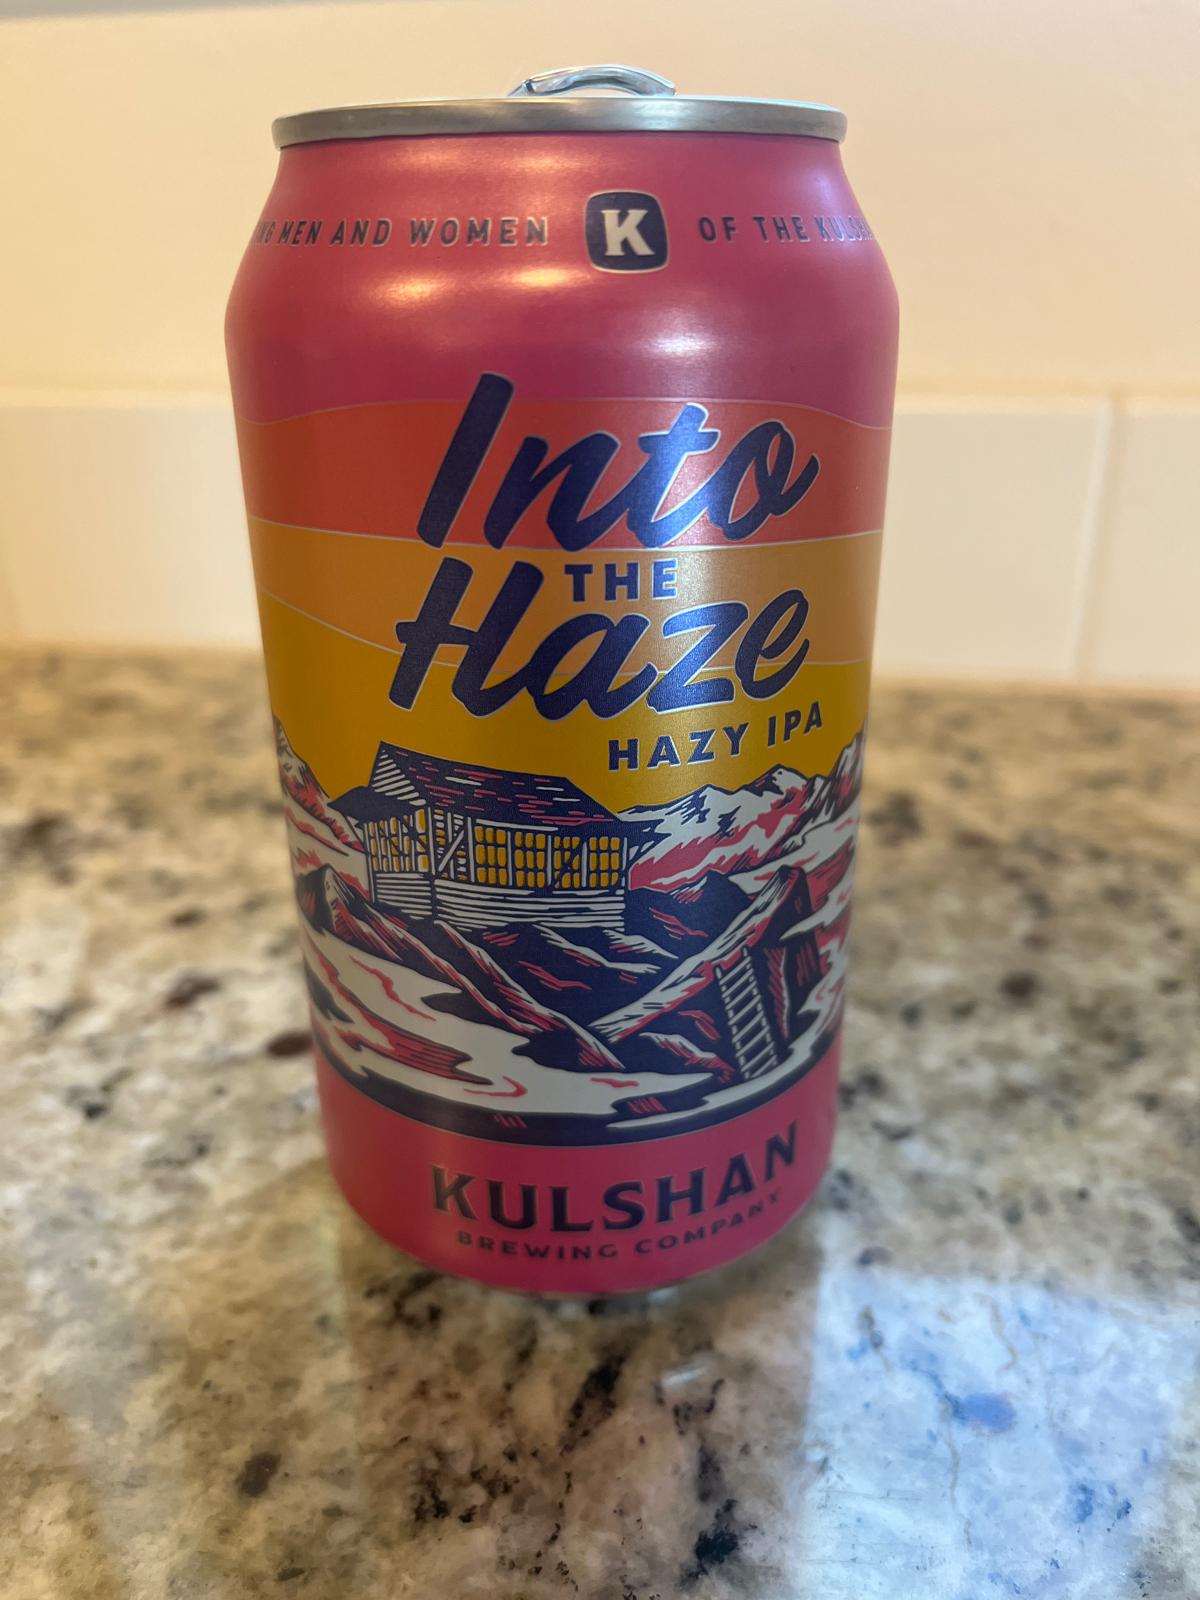 MEN AND WOMEN K OF THE
Into
THE
Haze
HAZY IPA
KULSHAN
BREWING COMPANY